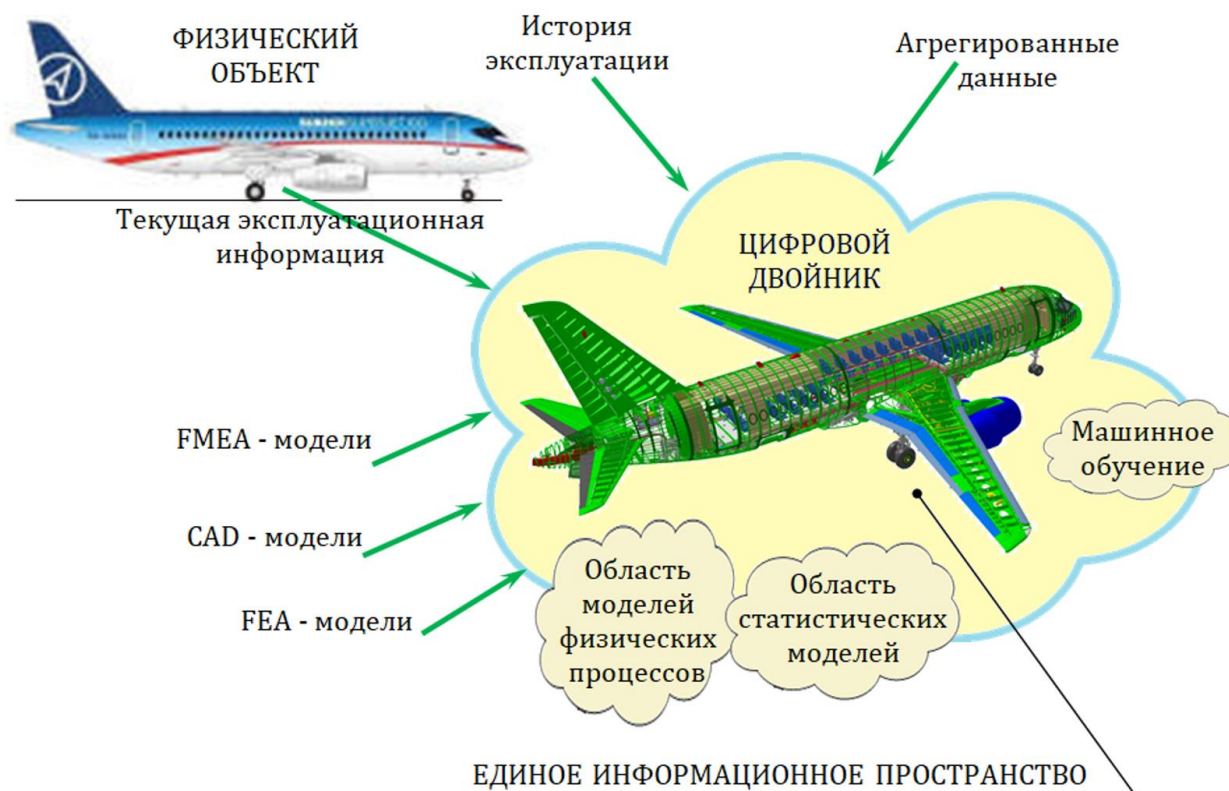 ФИЗИЧЕСКИЙ
ОБЪЕКТ
История
эксплуатации
Агрегированные
данные
Текущая эксплуатационная
информация
ЦИФРОВОЙ
ДВОЙНИК
FMEA - модели
Машинное
обучение
CAD - модели
FEA - модели
Область
моделей
физических
процессов
Область
статистических
моделей
ЕДИНОЕ ИНФОРМАЦИОННОЕ ПРОСТРАНСТВО